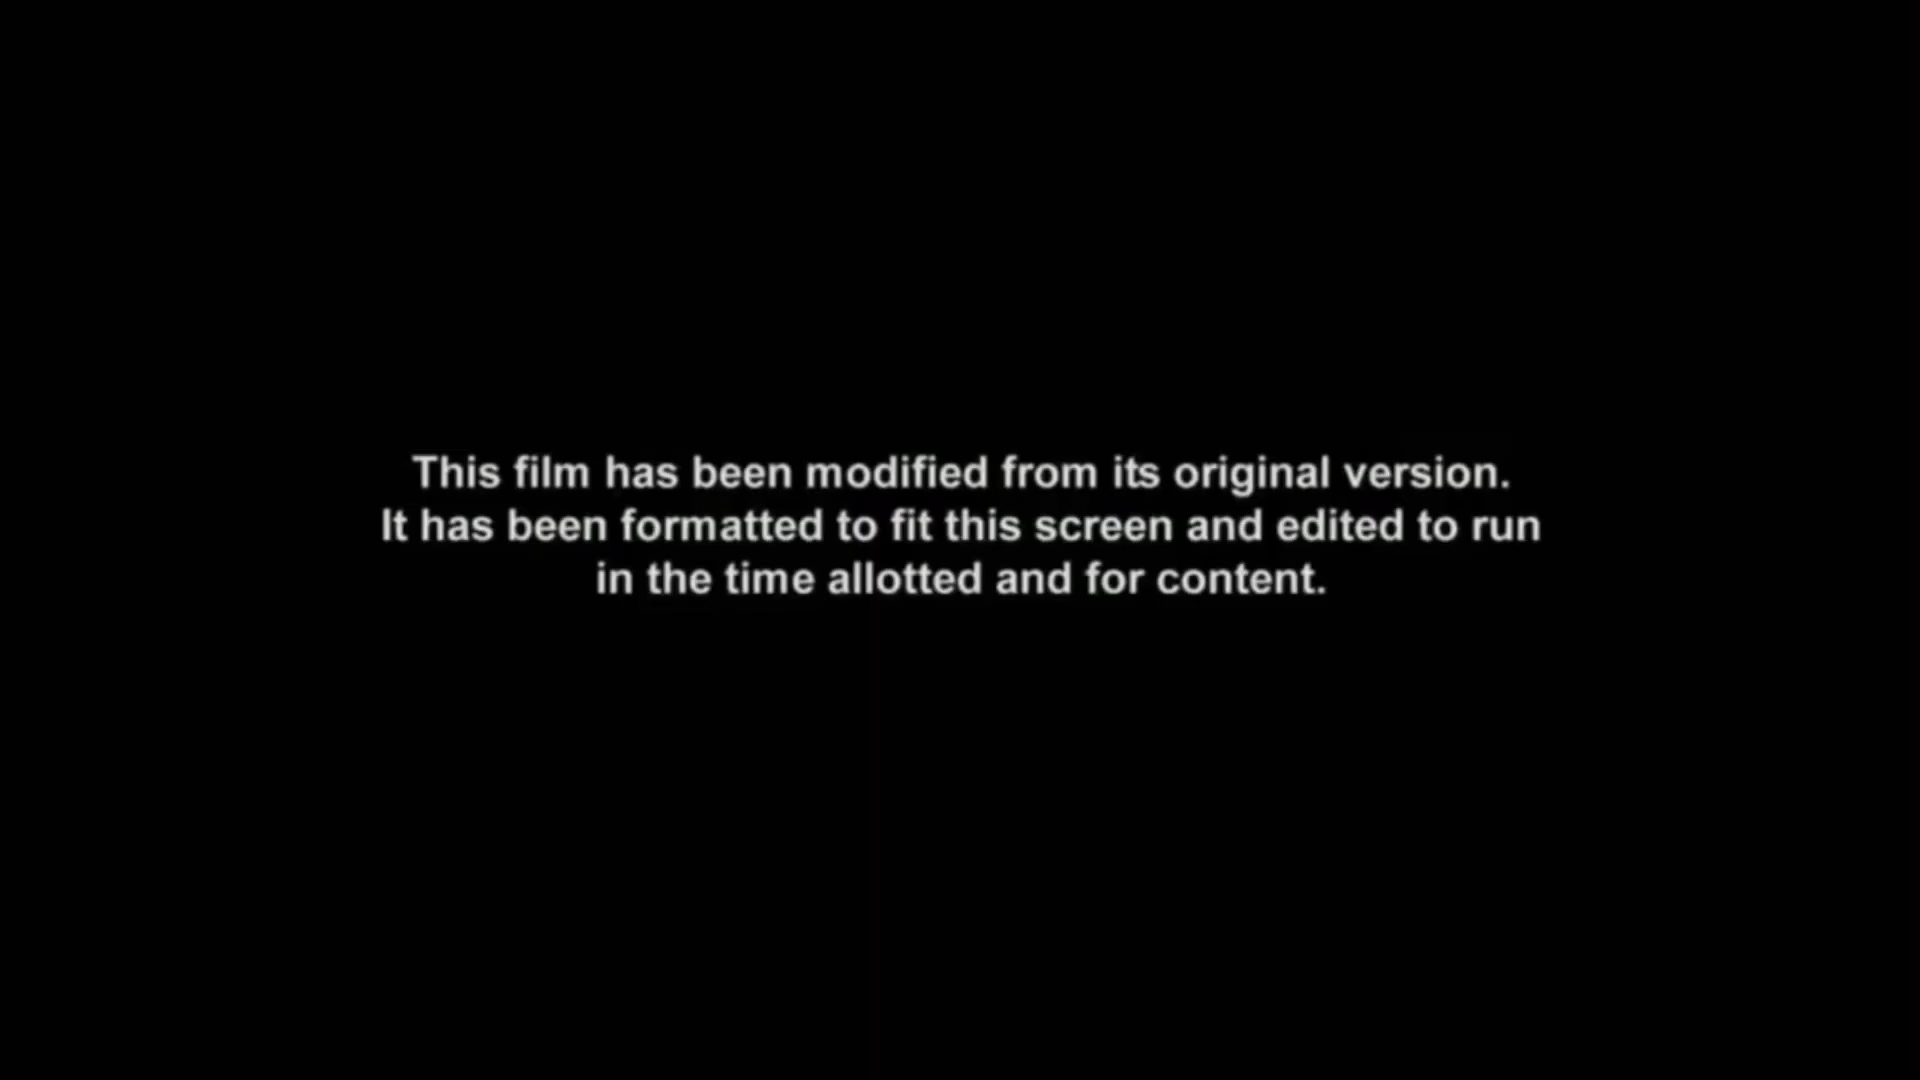 This film has been modified from its original version.
It has been formatted to fit this screen and edited to run
in the time allotted and for content.